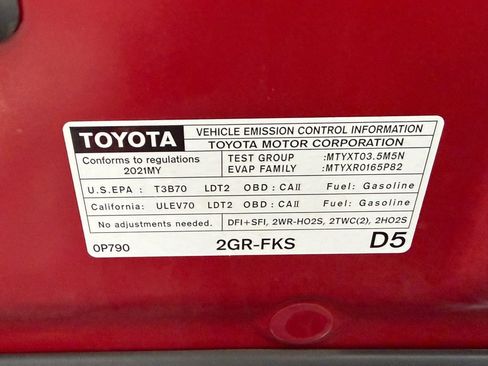 TOYOTA VEHICLE EMISSION CONTROL INFORMATION
TOYOTA MOTOR CORPORATION
Conforms to regulations TEST GROUP :MTYXT03.5M5N
2021MY EVAP FAMILY :MTYXR0165P82
U.S.EPA : T3B70 LDT2 OBD : CAII Fuel: Gasoline
California: ULEV70 LDT2 OBD : CAII Fuel: Gasoline
No adjustments needed. DFI+SFI, 2WR-HO2S, 2TWC(2), 2HO2S
0P790 2GR-FKS D5